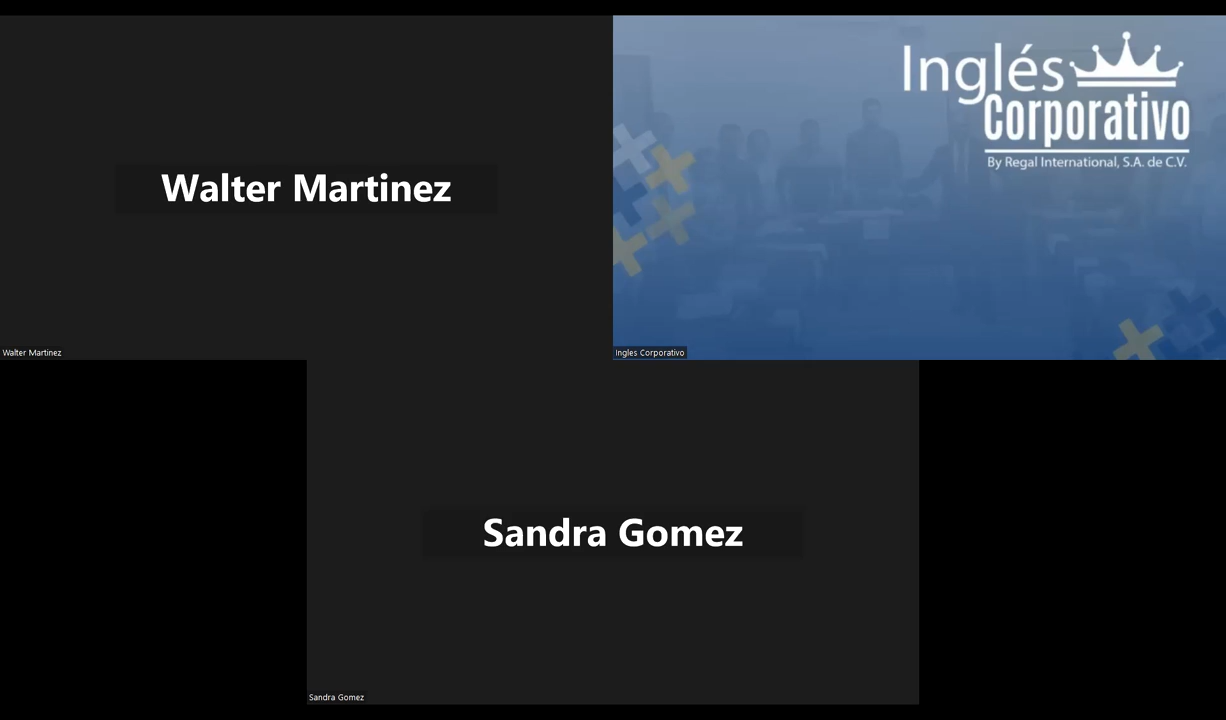 Walter Martinez
Walter Martinez
Inglés
Corporativo
By Regal International, S.A. de C.V.
Ingles Corporativo
Sandra Gomez
Sandra Gomez